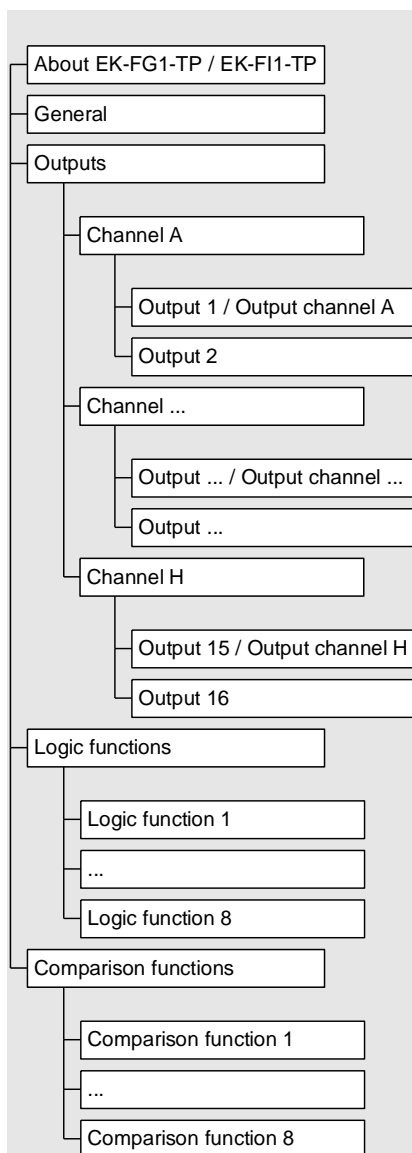 About EK-FG1-TP / EK-FI1-TP
General
Outputs
Channel A
Output 1 / Output channel A
Output 2
Channel ...
Output ... / Output channel ...
Output ...
Channel H
Output 15 / Output channel H
Output 16
Logic functions
Logic function 1
...
Logic function 8
Comparison functions
Comparison function 1
...
Comparison function 8